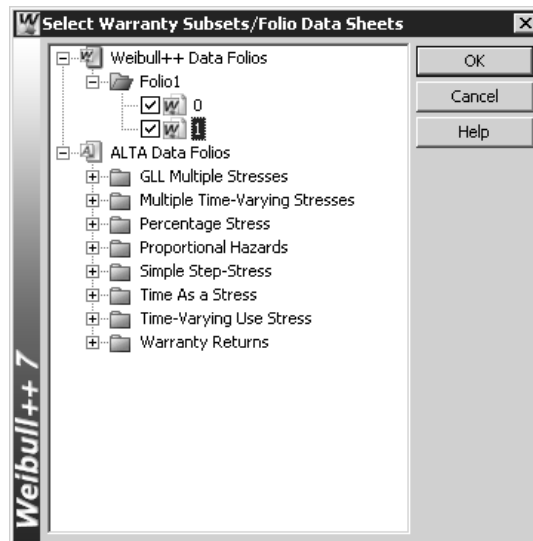 Select Warranty Subsets/Folio Data Sheets
Weibull++ Data Folios
Folio1
0
1
ALTA Data Folios
GLL Multiple Stresses
Multiple Time-Varying Stresses
Percentage Stress
Proportional Hazards
Simple Step-Stress
Time As a Stress
Time-Varying Use Stress
Warranty Returns
OK
Cancel
Help
Weibull++ 7